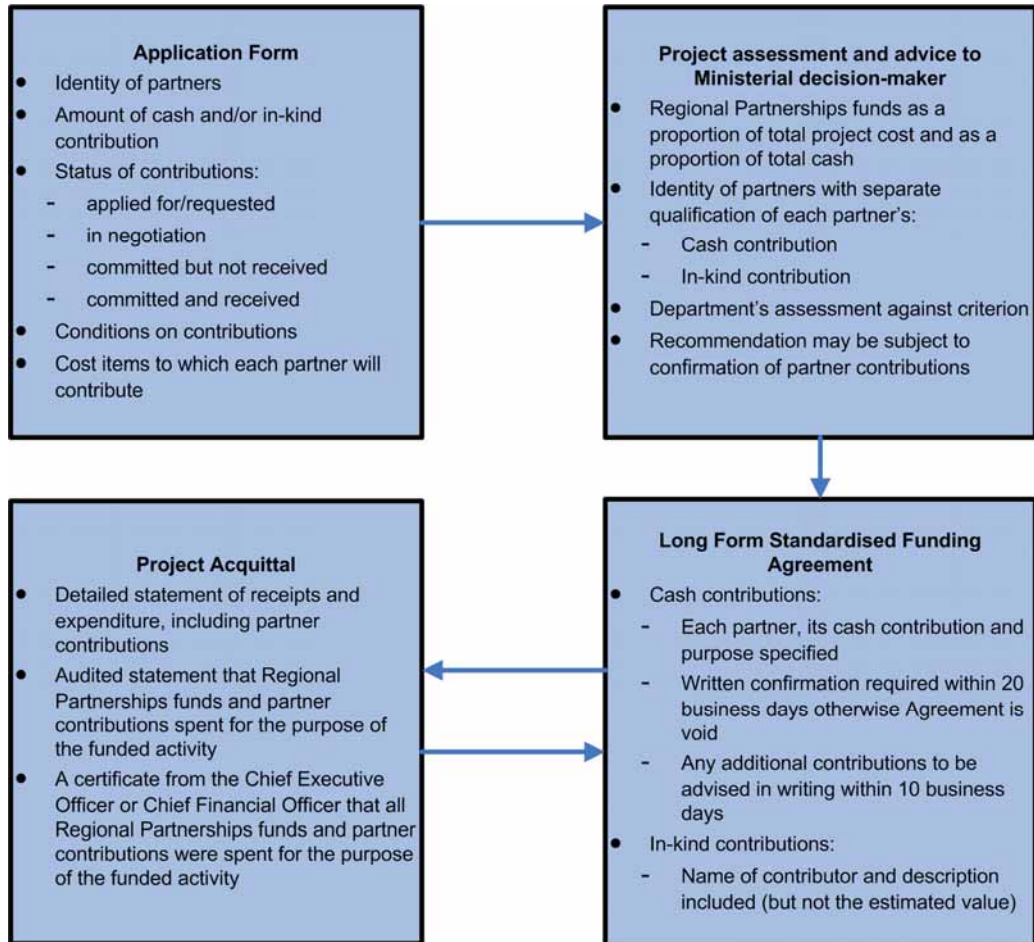 Application Form
● Identity of partners
● Amount of cash and/or in-kind
contribution
● Status of contributions:
- applied for/requested
- in negotiation
- committed but not received
- committed and received
● Conditions on contributions
● Cost items to which each partner will
contribute
Project assessment and advice to
Ministerial decision-maker
● Regional Partnerships funds as a
proportion of total project cost and as a
proportion of total cash
● Identity of partners with separate
qualification of each partner's:
- Cash contribution
- In-kind contribution
● Department's assessment against criterion
● Recommendation may be subject to
confirmation of partner contributions
Long Form Standardised Funding
Agreement
● Cash contributions:
- Each partner, its cash contribution and
purpose specified
- Written confirmation required within 20
business days otherwise Agreement is
void
- Any additional contributions to be
advised in writing within 10 business
days
● In-kind contributions:
- Name of contributor and description
included (but not the estimated value)
Project Acquittal
● Detailed statement of receipts and
expenditure, including partner
contributions
● Audited statement that Regional
Partnerships funds and partner
contributions spent for the purpose of
the funded activity
● A certificate from the Chief Executive
Officer or Chief Financial Officer that all
Regional Partnerships funds and partner
contributions were spent for the purpose
of the funded activity